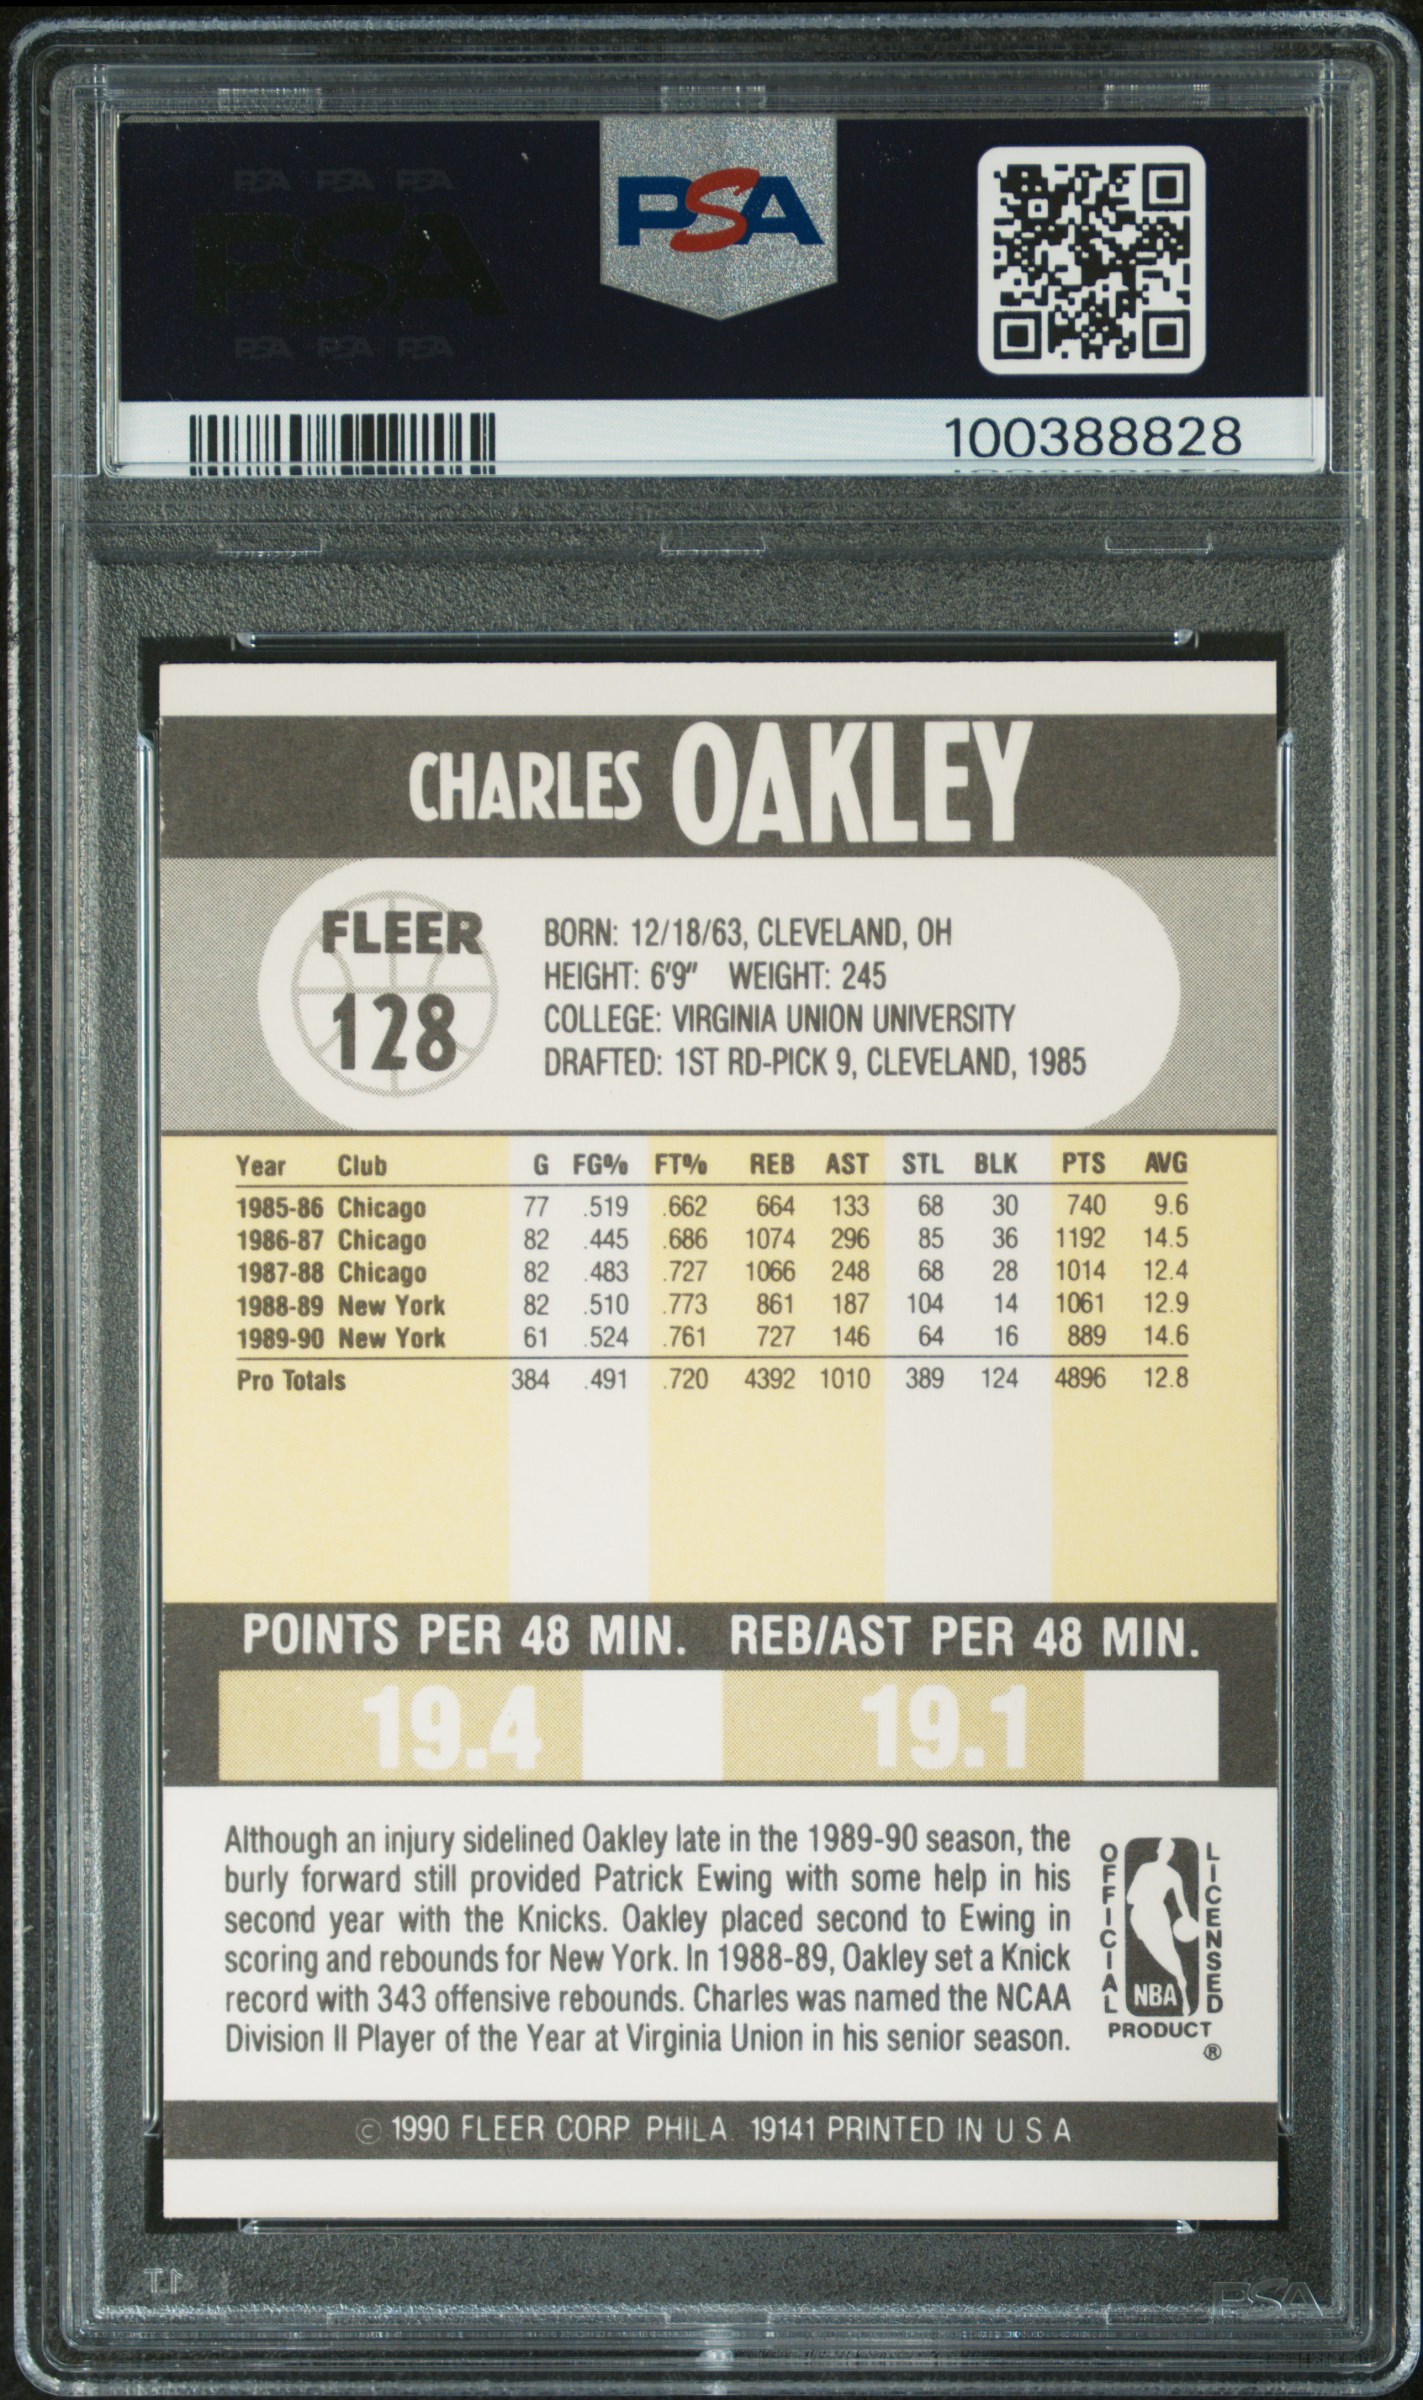 PSA PSA PSA
PSA
PSA PSA PSA
PSA
100388828
CHARLES OAKLEY
FLEER
128
BORN: 12/18/63, CLEVELAND, OH
HEIGHT: 6'9" WEIGHT: 245
COLLEGE: VIRGINIA UNION UNIVERSITY
DRAFTED: 1ST RD-PICK 9, CLEVELAND, 1985
Year Club G FG% FT% REB AST STL BLK PTS AVG
1985-86 Chicago 77 .519 .662 664 133 68 30 740 9.6
1986-87 Chicago 82 .445 .686 1074 296 85 36 1192 14.5
1987-88 Chicago 82 .483 .727 1066 248 68 28 1014 12.4
1988-89 New York 82 .510 .773 861 187 104 14 1061 12.9
1989-90 New York 61 .524 .761 727 146 64 16 889 14.6
Pro Totals 384 .491 .720 4392 1010 389 124 4896 12.8
POINTS PER 48 MIN. REB/AST PER 48 MIN.
19.4 19.1
Although an injury sidelined Oakley late in the 1989-90 season, the
burly forward still provided Patrick Ewing with some help in his
second year with the Knicks. Oakley placed second to Ewing in
scoring and rebounds for New York. In 1988-89, Oakley set a Knick
record with 343 offensive rebounds. Charles was named the NCAA
Division II Player of the Year at Virginia Union in his senior season.
OFFICIAL
NBA
LICENSED
PRODUCT
®
© 1990 FLEER CORP. PHILA. 19141 PRINTED IN U.S.A
PSA